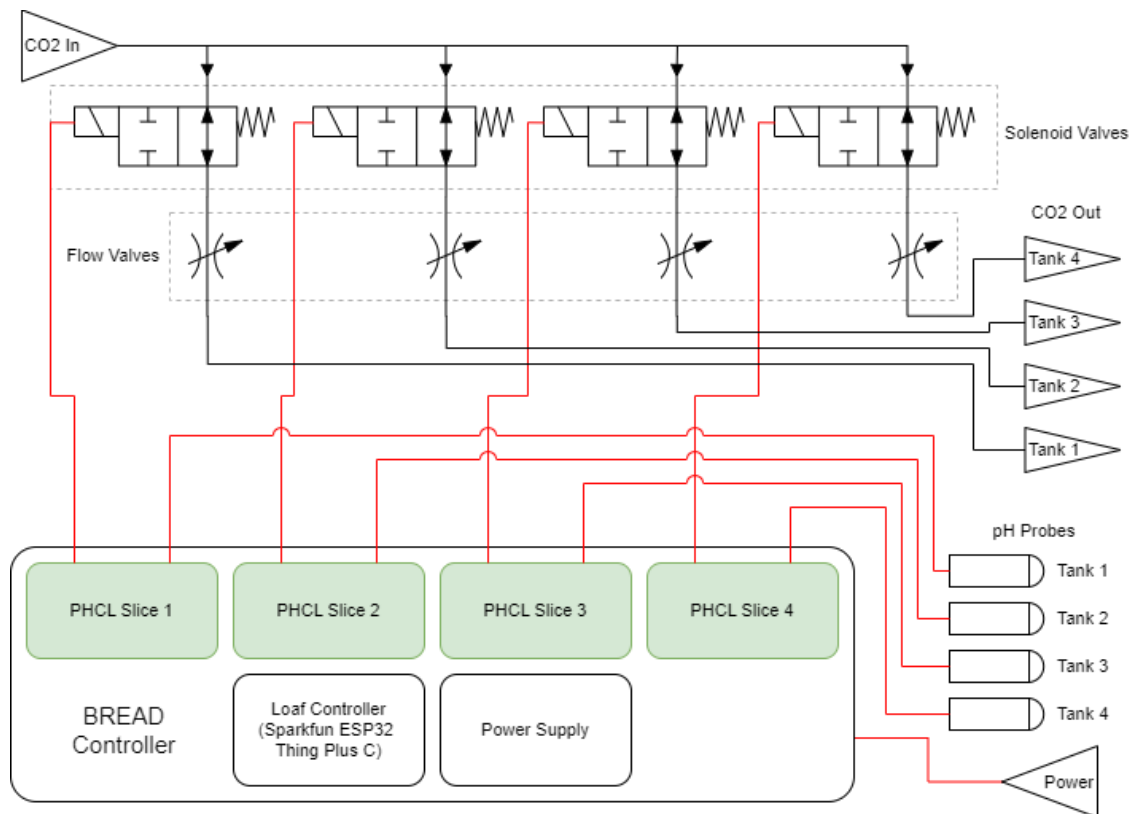 CO2 In
Solenoid Valves
CO2 Out
Flow Valves
Tank 4
Tank 3
Tank 2
Tank 1
pH Probes
Tank 1
Tank 2
Tank 3
Tank 4
PHCL Slice 1
PHCL Slice 2
PHCL Slice 3
PHCL Slice 4
BREAD
Controller
Loaf Controller
(Sparkfun ESP32
Thing Plus C)
Power Supply
Power